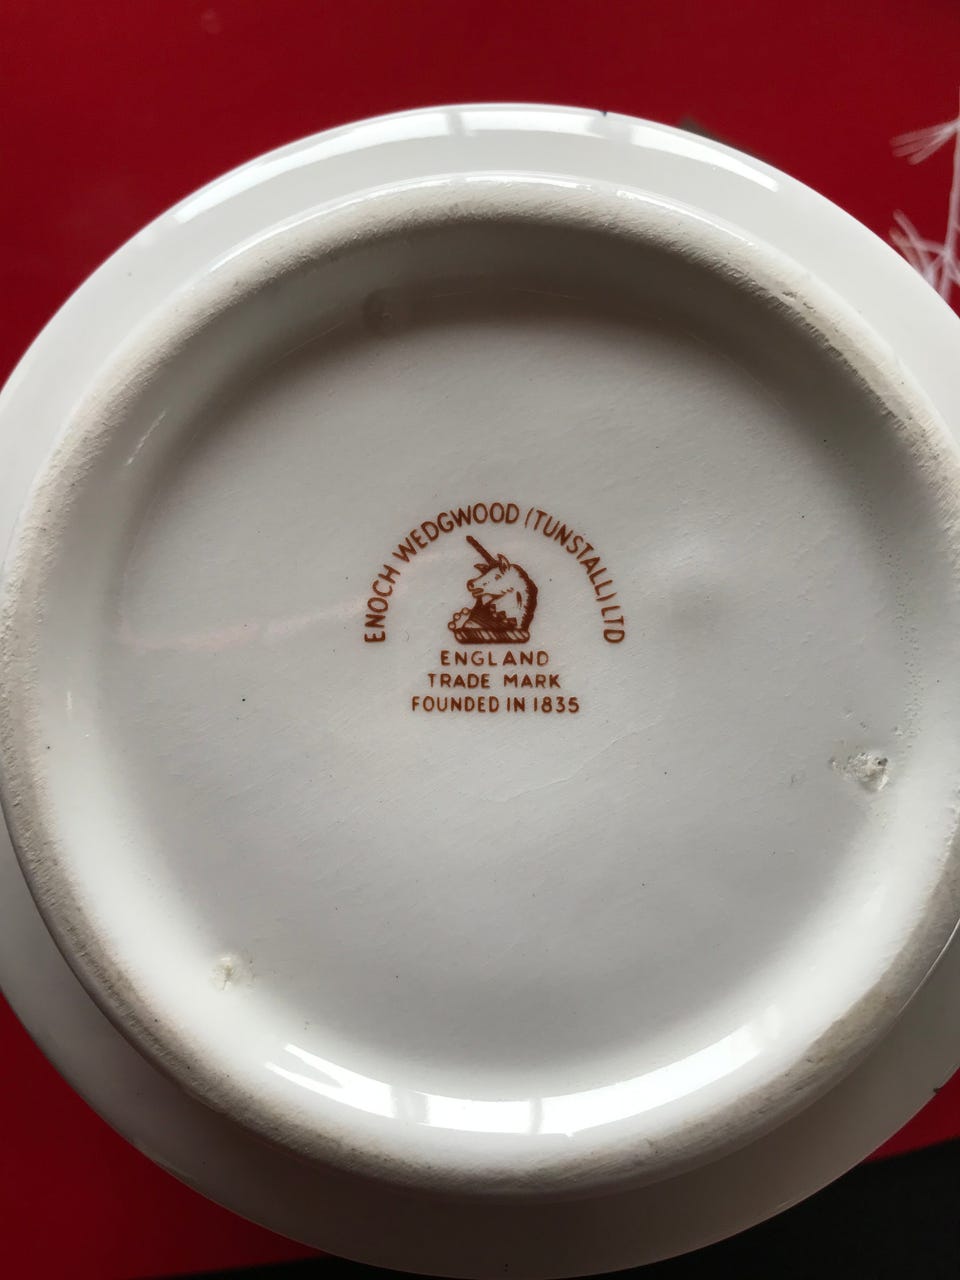 ENOCH WEDGWOOD (TUNSTALL) LTD
ENGLAND
TRADE MARK
FOUNDED IN 1835